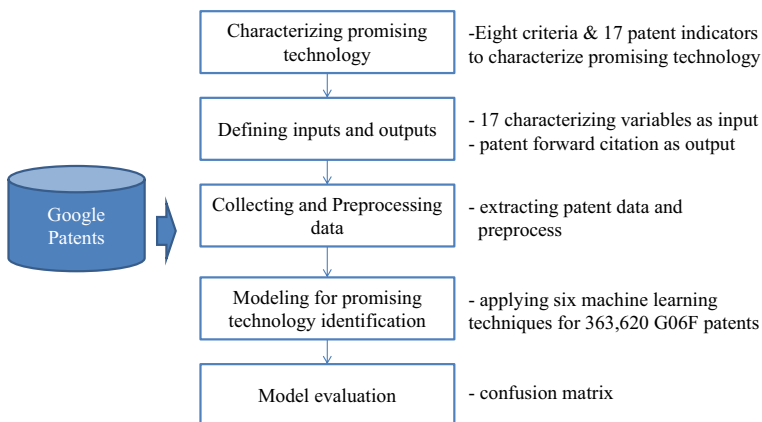 Characterizing promising
technology
-Eight criteria & 17 patent indicators
to characterize promising technology
Defining inputs and outputs
- 17 characterizing variables as input
- patent forward citation as output
Google
Patents
Collecting and Preprocessing
data
- extracting patent data and
preprocess
Modeling for promising
technology identification
- applying six machine learning
techniques for 363,620 G06F patents
Model evaluation
- confusion matrix